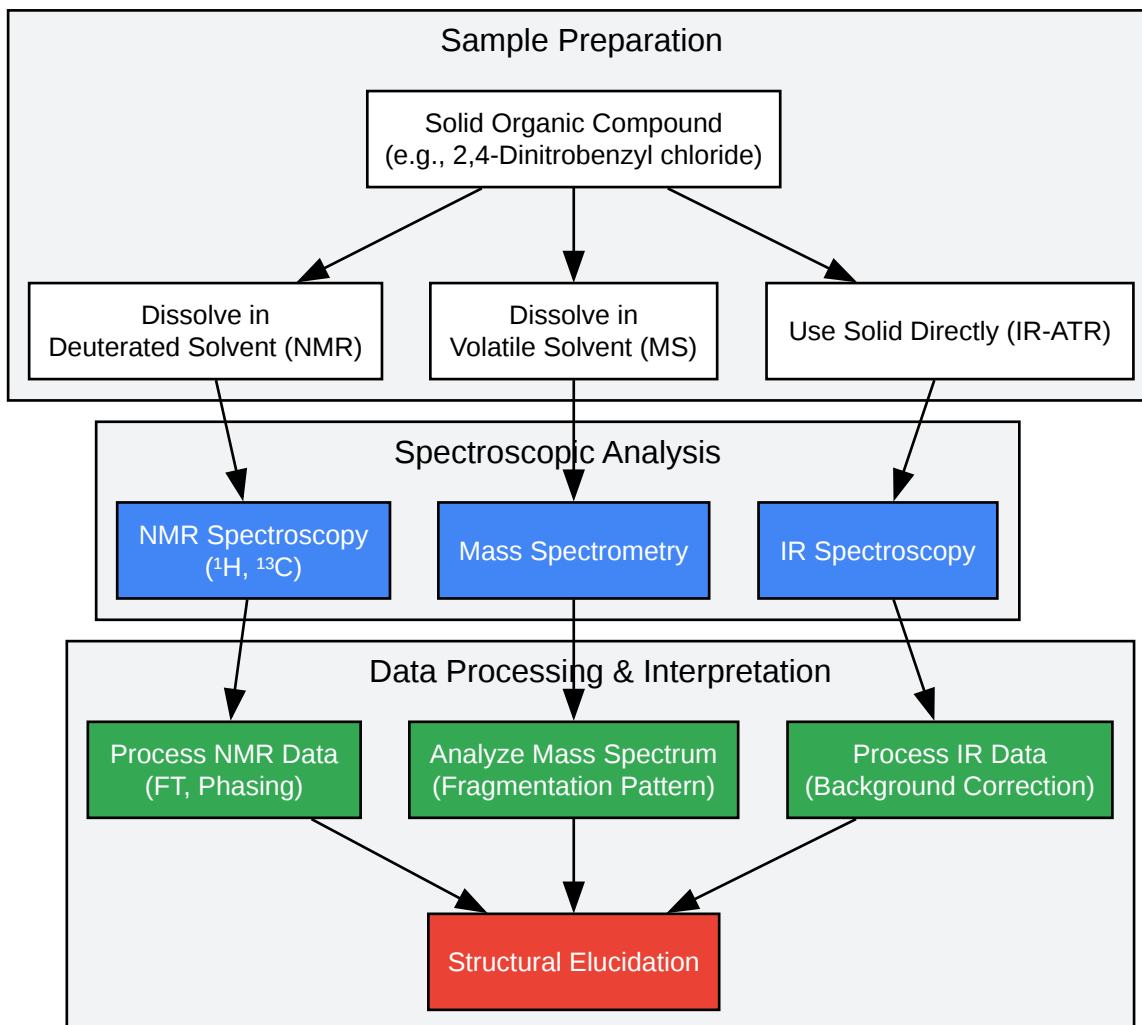 Sample Preparation
Solid Organic Compound
(e.g., 2,4-Dinitrobenzyl chloride)
Dissolve in
Deuterated Solvent (NMR)
Dissolve in
Volatile Solvent (MS)
Use Solid Directly (IR-ATR)
Spectroscopic Analysis
NMR Spectroscopy
(¹H, ¹³C)
Mass Spectrometry
IR Spectroscopy
Data Processing & Interpretation
Process NMR Data
(FT, Phasing)
Analyze Mass Spectrum
(Fragmentation Pattern)
Process IR Data
(Background Correction)
Structural Elucidation